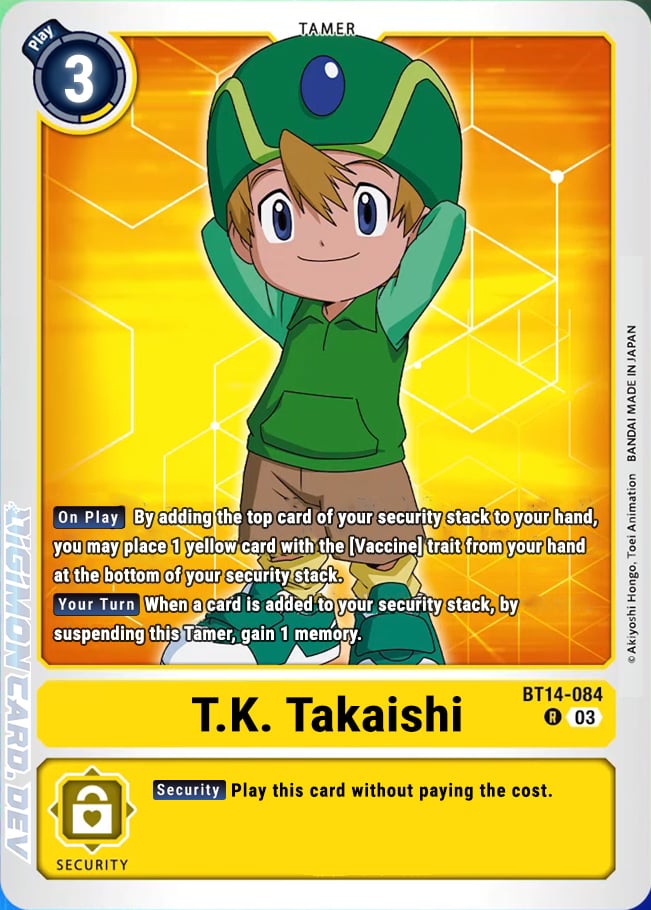 TAMER
Play
3
On Play By adding the top card of your security stack to your hand,
you may place 1 yellow card with the [Vaccine] trait from your hand
at the bottom of your security stack.
Your Turn When a card is added to your security stack, by
suspending this Tamer, gain 1 memory.
© Akiyoshi Hongo, Toei Animation BANDAI MADE IN JAPAN
DIGIMON CARD.DEV
T.K. Takaishi
BT14-084
R 03
Security Play this card without paying the cost.
SECURITY